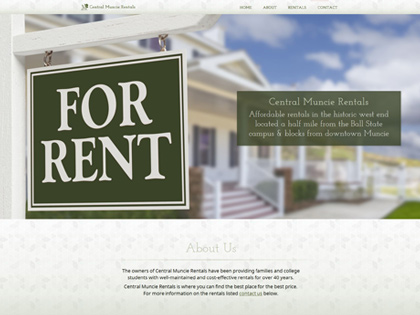 Central Muncie Rentals
HOME ABOUT RENTALS CONTACT
FOR
RENT
Central Muncie Rentals
Affordable rentals in the historic west end
located a half mile from the Ball State
campus & blocks from downtown Muncie
About Us
The owners of Central Muncie Rentals have been providing families and college
students with well-maintained and cost-effective rentals for over 40 years.
Central Muncie Rentals is where you can find the best place for the best price.
For more information on the rentals listed contact us below.